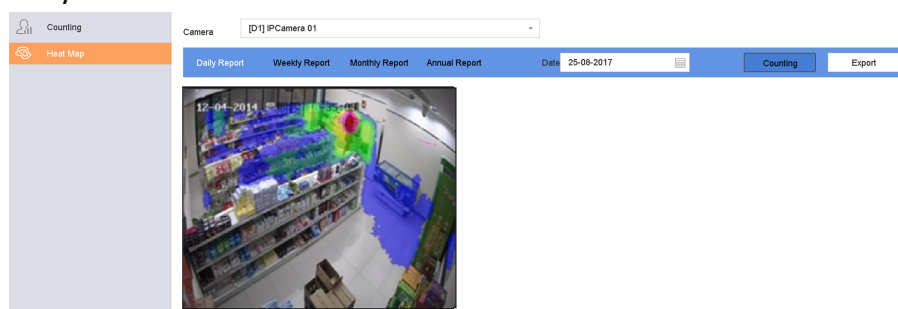 Counting
Heat Map
Camera
[D1] IPCamera 01
Daily Report
Weekly Report
Monthly Report
Annual Report
Date
25-08-2017
Counting
Export
12-04-2014